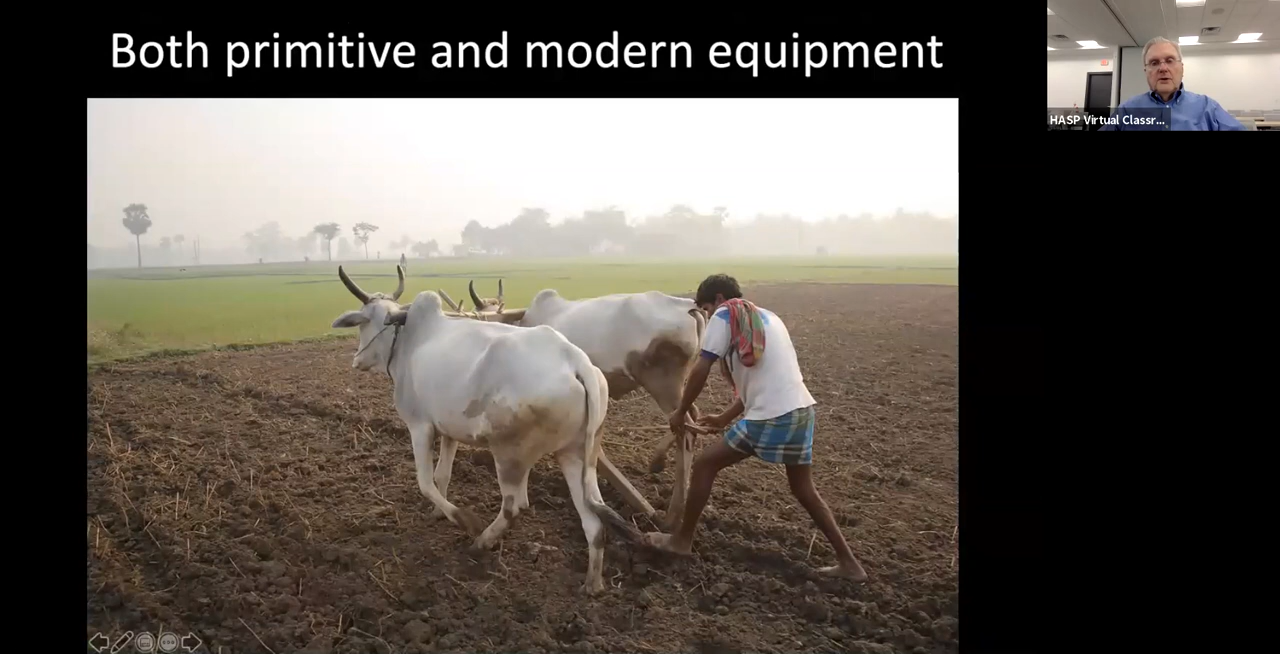 Both primitive and modern equipment
HASP Virtual Classr...